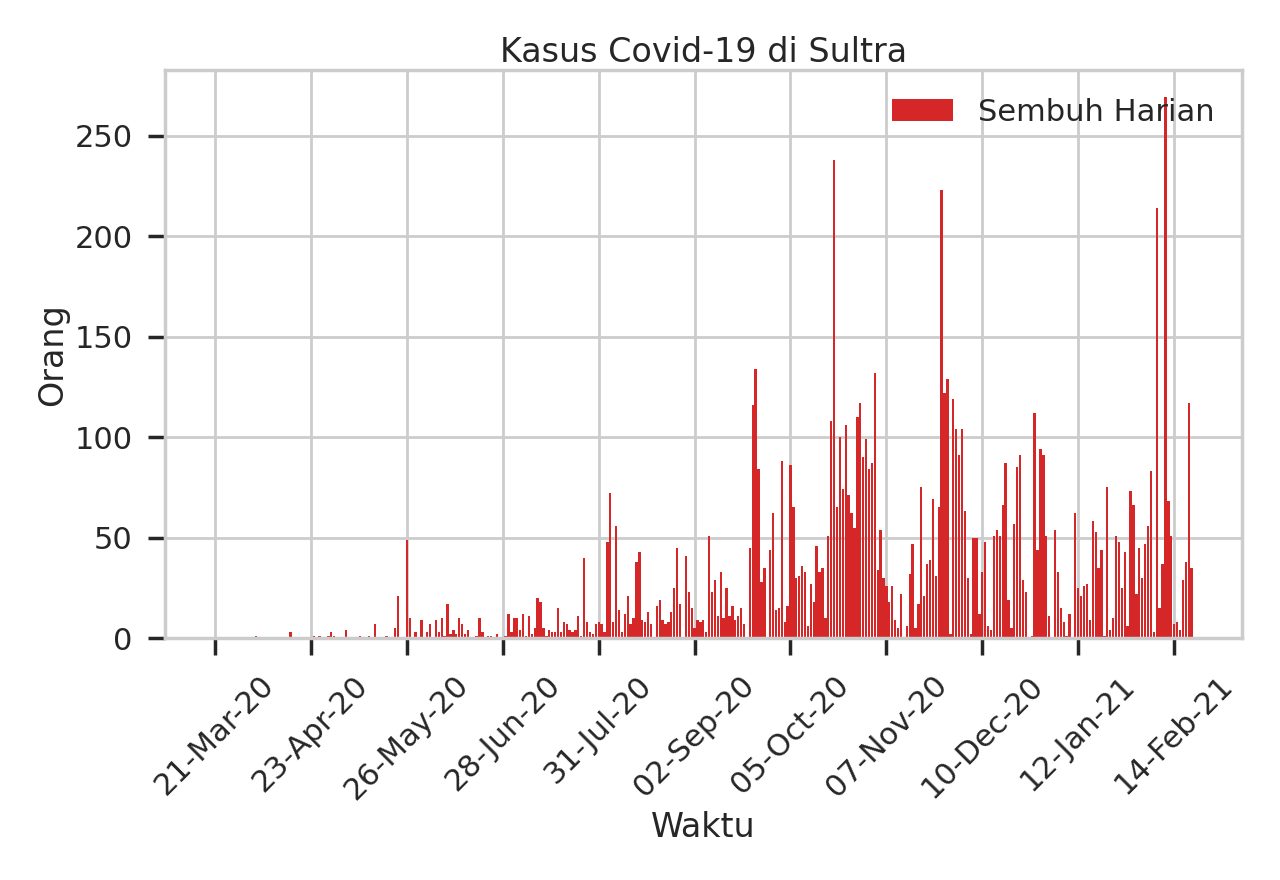 Kasus Covid-19 di Sultra
Sembuh Harian
Orang
250
200
150
100
50
0
21-Mar-20
23-Apr-20
26-May-20
28-Jun-20
31-Jul-20
02-Sep-20
05-Oct-20
07-Nov-20
10-Dec-20
12-Jan-21
14-Feb-21
Waktu